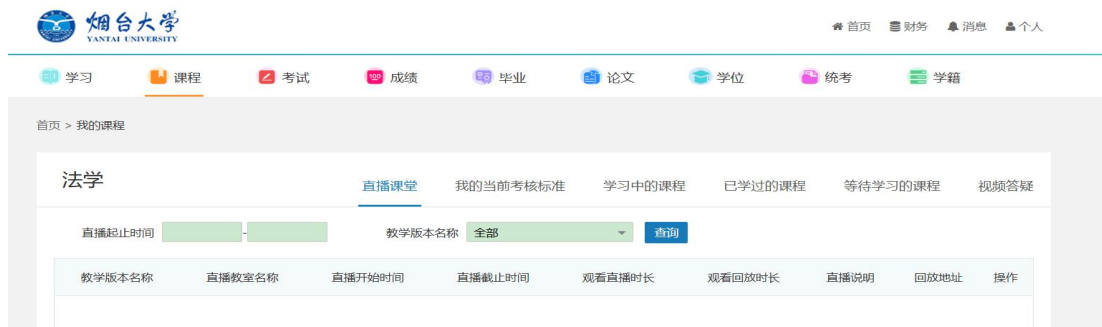 烟台大学 首页 财务 消息 个人
YANTAI UNIVERSITY
学习 课程 考试 100 成绩 毕业 论文 学位 统考 学籍
首页 > 我的课程
法学 直播课堂 我的当前考核标准 学习中的课程 已学过的课程 等待学习的课程 视频答疑
直播起止时间 - 教学版本名称 全部 查询
教学版本名称 直播教室名称 直播开始时间 直播截止时间 观看直播时长 观看回放时长 直播说明 回放地址 操作